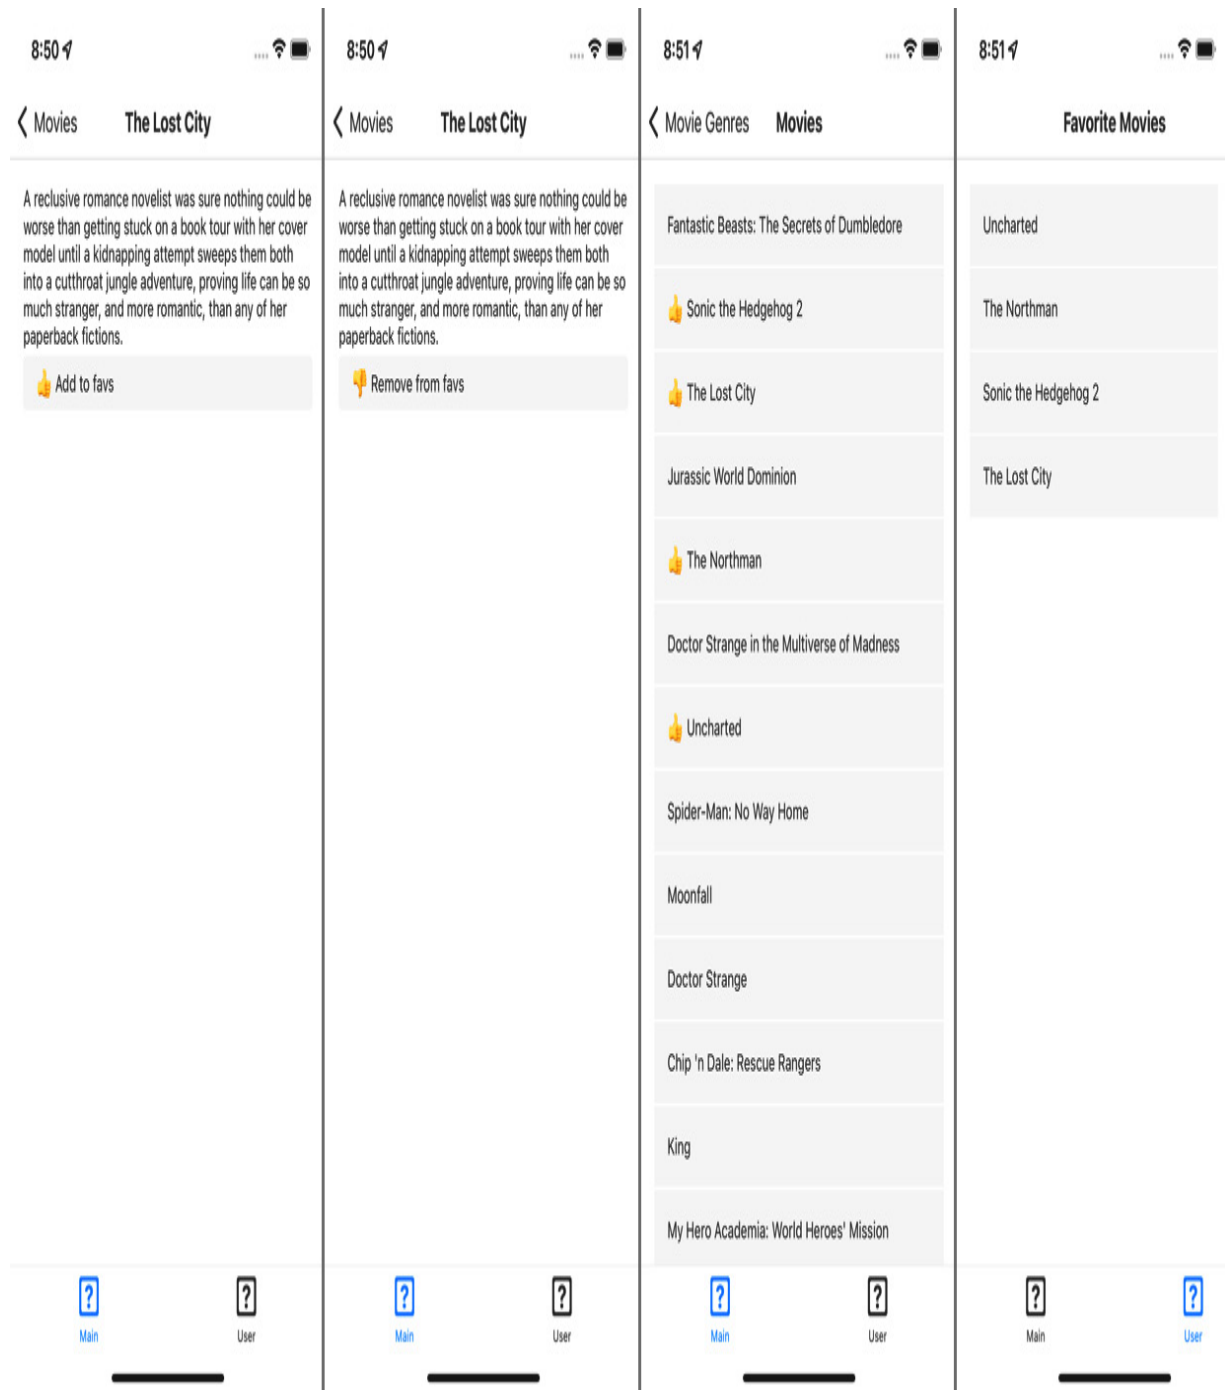 8:50
Movies
The Lost City
A reclusive romance novelist was sure nothing could be
worse than getting stuck on a book tour with her cover
model until a kidnapping attempt sweeps them both
into a cutthroat jungle adventure, proving life can be so
much stranger, and more romantic, than any of her
paperback fictions.
👍 Add to favs
? Main
? User
8:50
Movies
The Lost City
A reclusive romance novelist was sure nothing could be
worse than getting stuck on a book tour with her cover
model until a kidnapping attempt sweeps them both
into a cutthroat jungle adventure, proving life can be so
much stranger, and more romantic, than any of her
paperback fictions.
👎 Remove from favs
? Main
? User
8:51
Movie Genres
Movies
Fantastic Beasts: The Secrets of Dumbledore
👍 Sonic the Hedgehog 2
👍 The Lost City
Jurassic World Dominion
👍 The Northman
Doctor Strange in the Multiverse of Madness
👍 Uncharted
Spider-Man: No Way Home
Moonfall
Doctor Strange
Chip 'n Dale: Rescue Rangers
King
My Hero Academia: World Heroes' Mission
? Main
? User
8:51
Favorite Movies
Uncharted
The Northman
Sonic the Hedgehog 2
The Lost City
? Main
? User